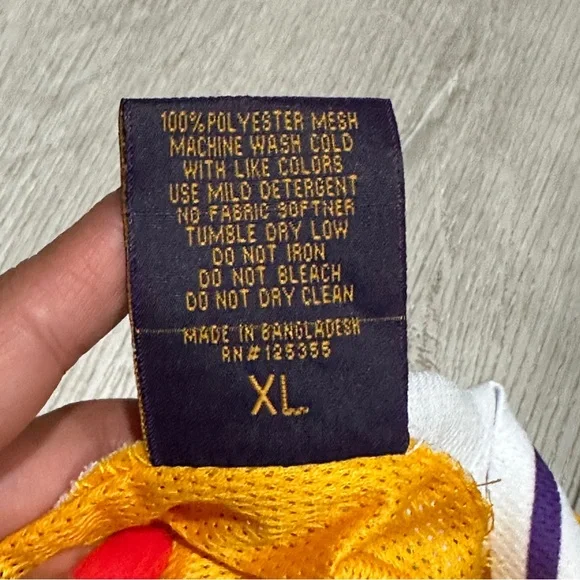 100% POLYESTER MESH
MACHINE WASH COLD
WITH LIKE COLORS
USE MILD DETERGENT
NO FABRIC SOFTNER
TUMBLE DRY LOW
DO NOT IRON
DO NOT BLEACH
DO NOT DRY CLEAN
MADE IN BANGLADESH
RN#125355
XL